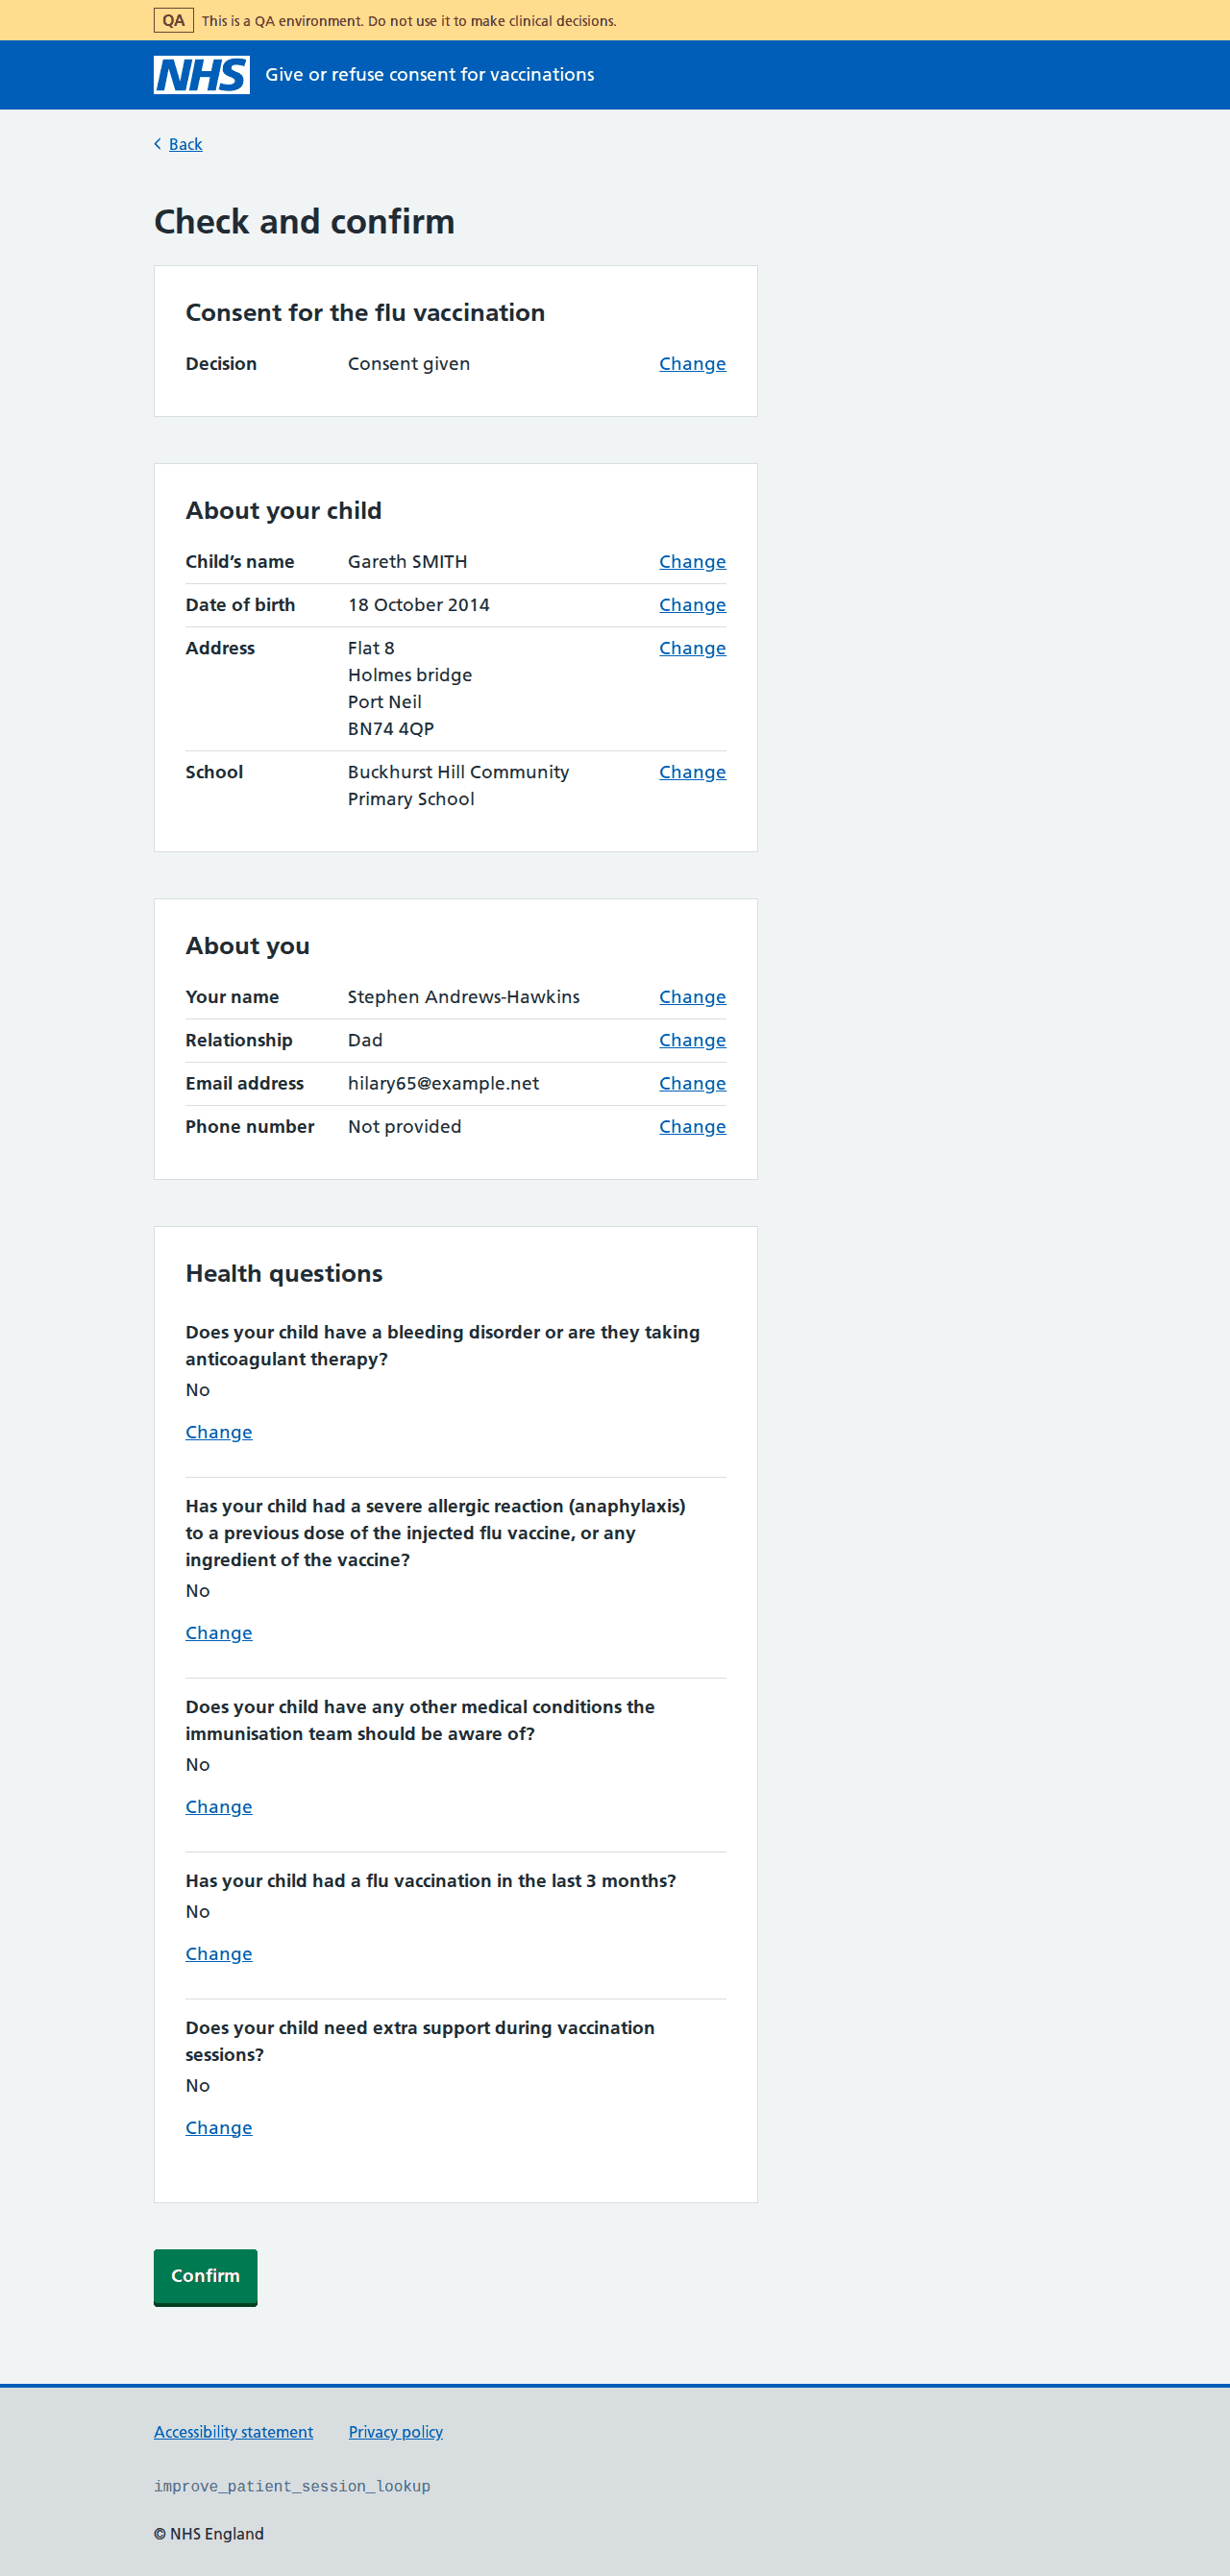 QA This is a QA environment. Do not use it to make clinical decisions.
NHS Give or refuse consent for vaccinations
Back
Check and confirm
Consent for the flu vaccination
Decision Consent given Change
About your child
Child’s name Gareth SMITH Change
Date of birth 18 October 2014 Change
Address Flat 8 Change
Holmes bridge
Port Neil
BN74 4QP
School Buckhurst Hill Community Change
Primary School
About you
Your name Stephen Andrews-Hawkins Change
Relationship Dad Change
Email address hilary65@example.net Change
Phone number Not provided Change
Health questions
Does your child have a bleeding disorder or are they taking
anticoagulant therapy?
No
Change
Has your child had a severe allergic reaction (anaphylaxis)
to a previous dose of the injected flu vaccine, or any
ingredient of the vaccine?
No
Change
Does your child have any other medical conditions the
immunisation team should be aware of?
No
Change
Has your child had a flu vaccination in the last 3 months?
No
Change
Does your child need extra support during vaccination
sessions?
No
Change
Confirm
Accessibility statement Privacy policy
improve_patient_session_lookup
© NHS England